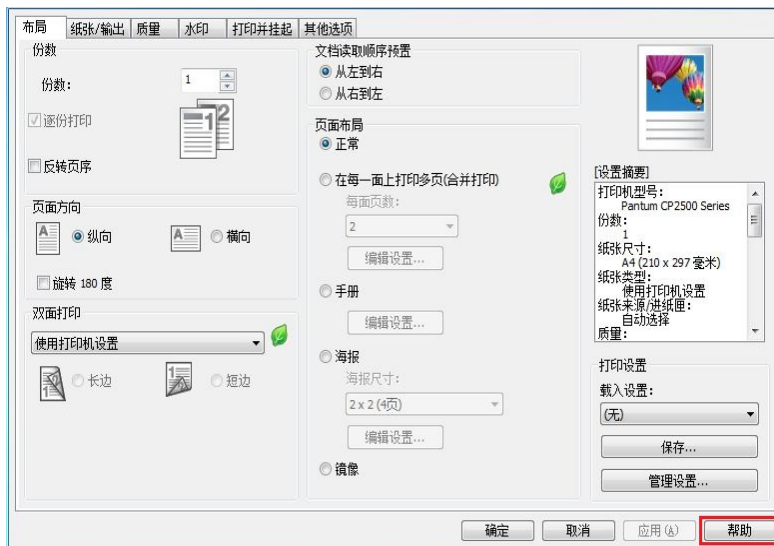 布局 纸张/输出 质量 水印 打印并挂起 其他选项
份数
份数: 1
逐份打印
反转页序
页面方向
纵向 横向
旋转 180 度
双面打印
使用打印机设置
长边 短边
文档读取顺序预置
从左到右
从右到左
页面布局
正常
在每一面上打印多页(合并打印)
每面页数:
2
编辑设置...
手册
编辑设置...
海报
海报尺寸:
2 x 2 (4页)
编辑设置...
镜像
[设置摘要]
打印机型号:
Pantum CP2500 Series
份数:
1
纸张尺寸:
A4 (210 x 297 毫米)
纸张类型:
使用打印机设置
纸张来源/进纸匣:
自动选择
质量:
打印设置
载入设置:
(无)
保存...
管理设置...
确定 取消 应用(A) 帮助